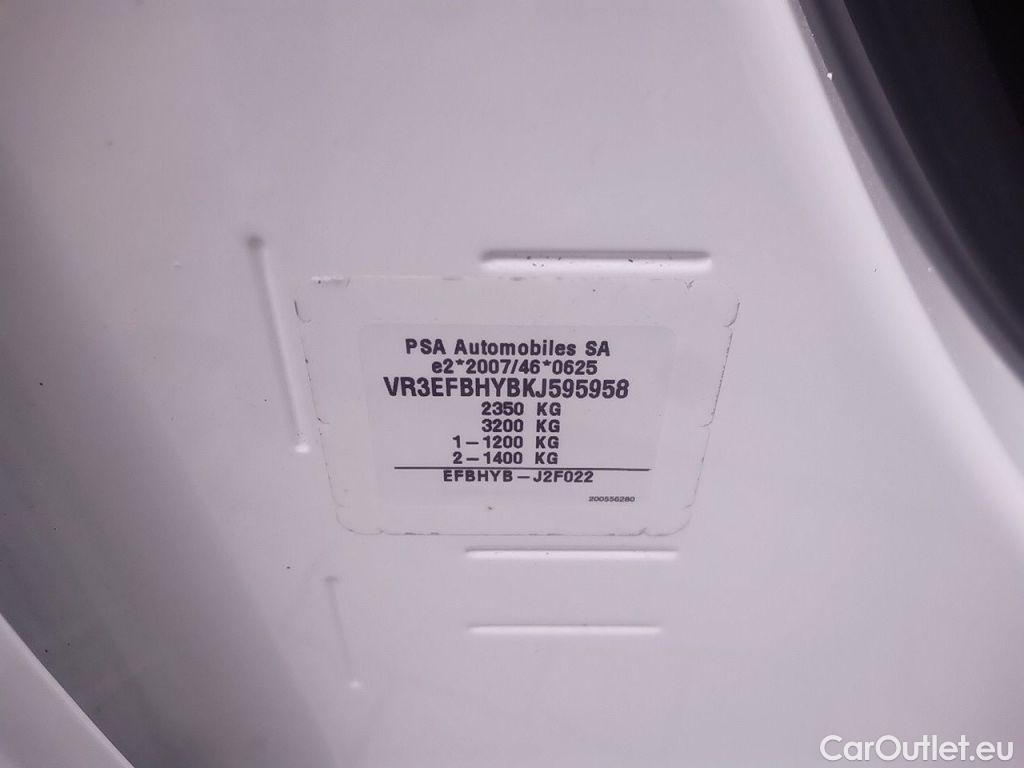 PSA Automobiles SA
e2*2007/46*0625
VR3EFBHYBKJ595958
2350 KG
3200 KG
1-1200 KG
2-1400 KG
EFBHYB-J2F022
200556280
CarOutlet.eu